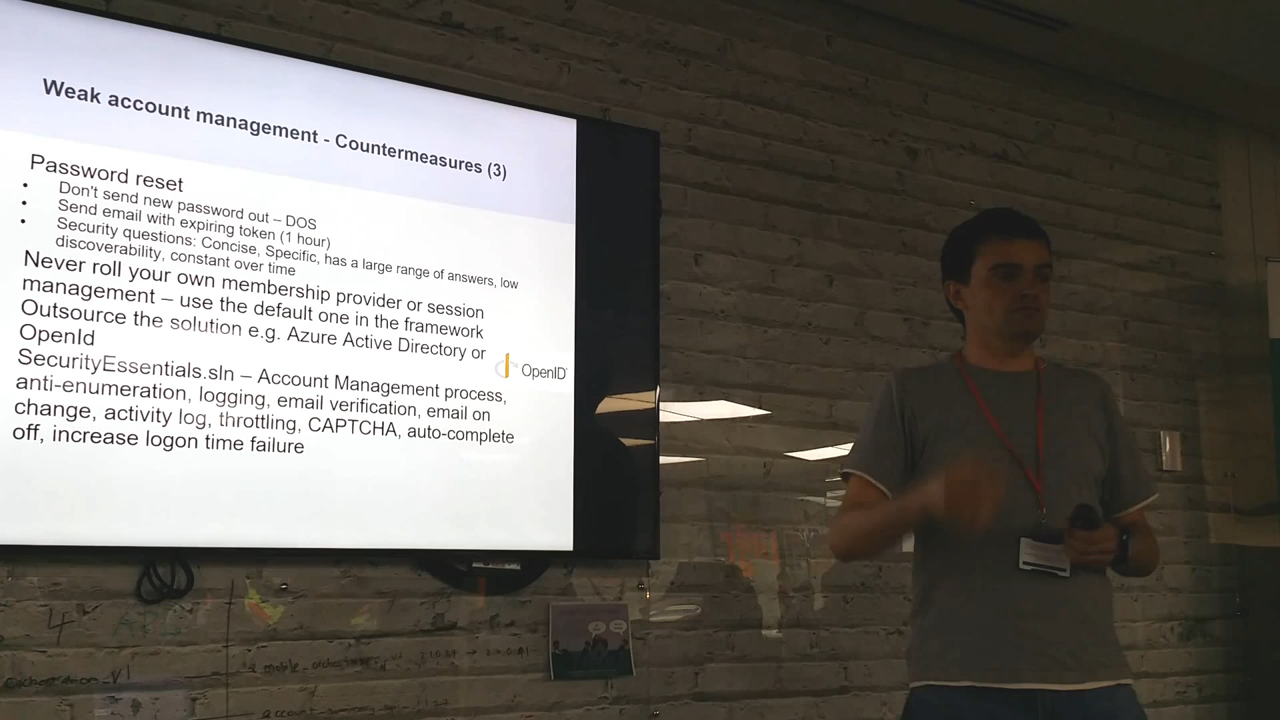 Weak account management - Countermeasures (3)
Password reset
• Don't send new password out – DOS
• Send email with expiring token (1 hour)
• Security questions: Concise, Specific, has a large range of answers, low
discoverability, constant over time
Never roll your own membership provider or session
management – use the default one in the framework
Outsource the solution e.g. Azure Active Directory or
OpenId
OpenID
SecurityEssentials.sln – Account Management process,
anti-enumeration, logging, email verification, email on
change, activity log, throttling, CAPTCHA, auto-complete
off, increase logon time failure
4